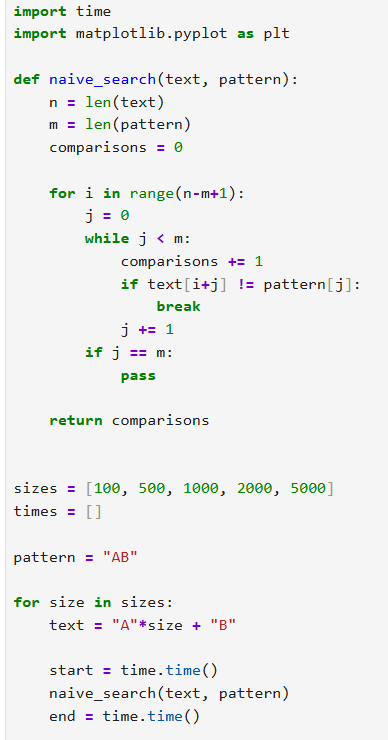 import time
import matplotlib.pyplot as plt

def naive_search(text, pattern):
    n = len(text)
    m = len(pattern)
    comparisons = 0

    for i in range(n-m+1):
        j = 0
        while j < m:
            comparisons += 1
            if text[i+j] != pattern[j]:
                break
            j += 1
        if j == m:
            pass

    return comparisons


sizes = [100, 500, 1000, 2000, 5000]
times = []

pattern = "AB"

for size in sizes:
    text = "A"*size + "B"

    start = time.time()
    naive_search(text, pattern)
    end = time.time()